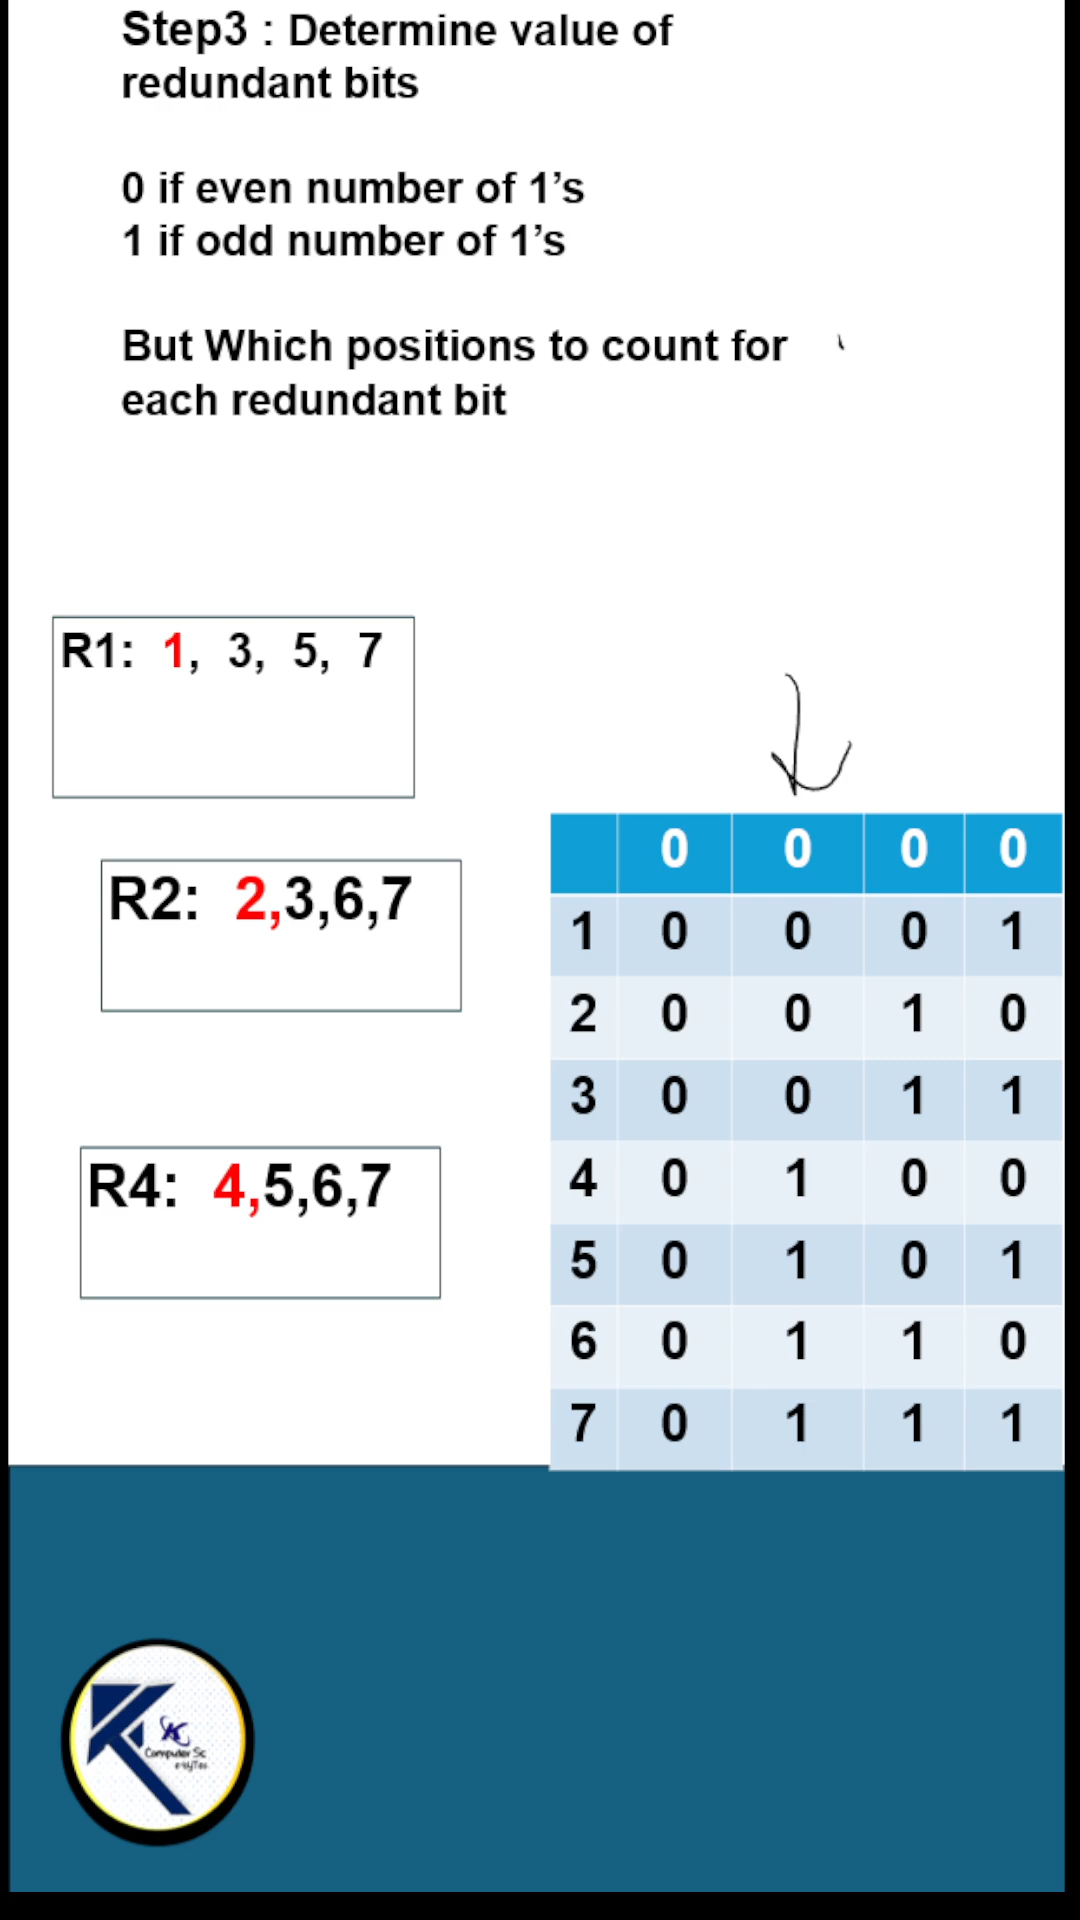 Step3 : Determine value of
redundant bits
0 if even number of 1’s
1 if odd number of 1’s
But Which positions to count for
each redundant bit
R1: 1, 3, 5, 7
R2: 2,3,6,7
R4: 4,5,6,7
0 0 0 0
1 0 0 0 1
2 0 0 1 0
3 0 0 1 1
4 0 1 0 0
5 0 1 0 1
6 0 1 1 0
7 0 1 1 1
K
Computer Sc